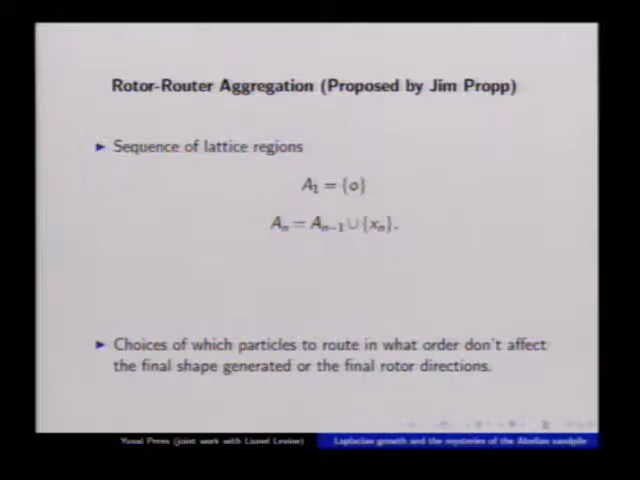 Rotor-Router Aggregation (Proposed by Jim Propp)
▶ Sequence of lattice regions
A₁ = {o}
Aₙ = Aₙ₋₁ ∪ {xₙ}.
▶ Choices of which particles to route in what order don't affect
the final shape generated or the final rotor directions.
Yuval Peres (joint work with Lionel Levine) Laplacian growth and the mysteries of the Abelian sandpile